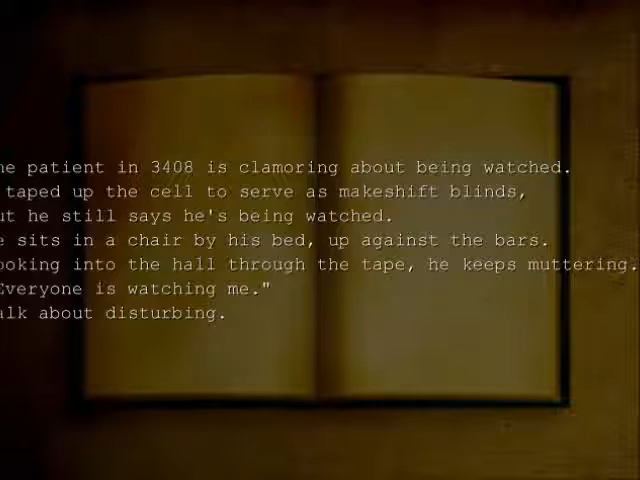 he patient in 3408 is clamoring about being watched.
taped up the cell to serve as makeshift blinds,
ut he still says he's being watched.
e sits in a chair by his bed, up against the bars.
ooking into the hall through the tape, he keeps muttering.
Everyone is watching me."
alk about disturbing.